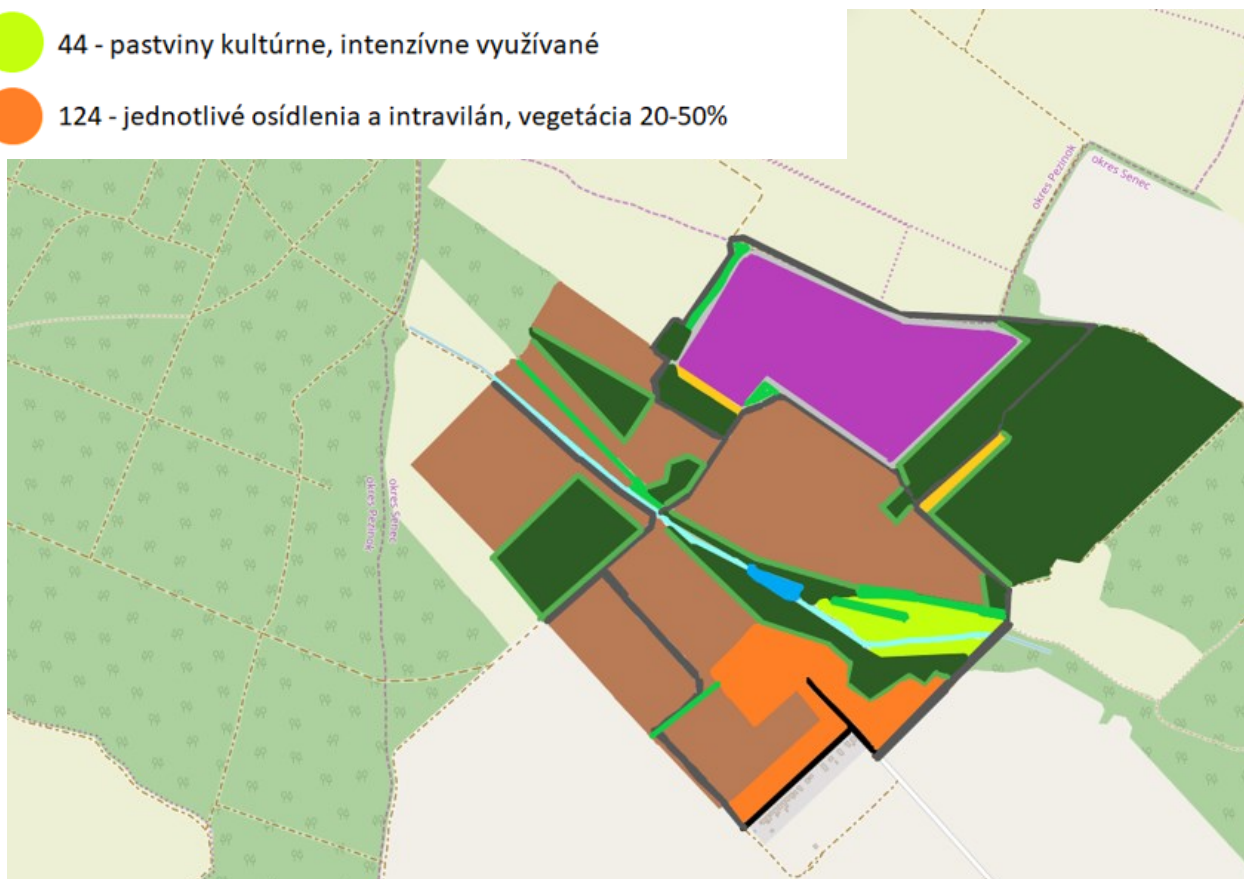 44 - pastviny kultúrne, intenzívne využívané
124 - jednotlivé osídlenia a intravilán, vegetácia 20-50%
okres Pezinok
okres Senec
okres Pezinok
okres Senec